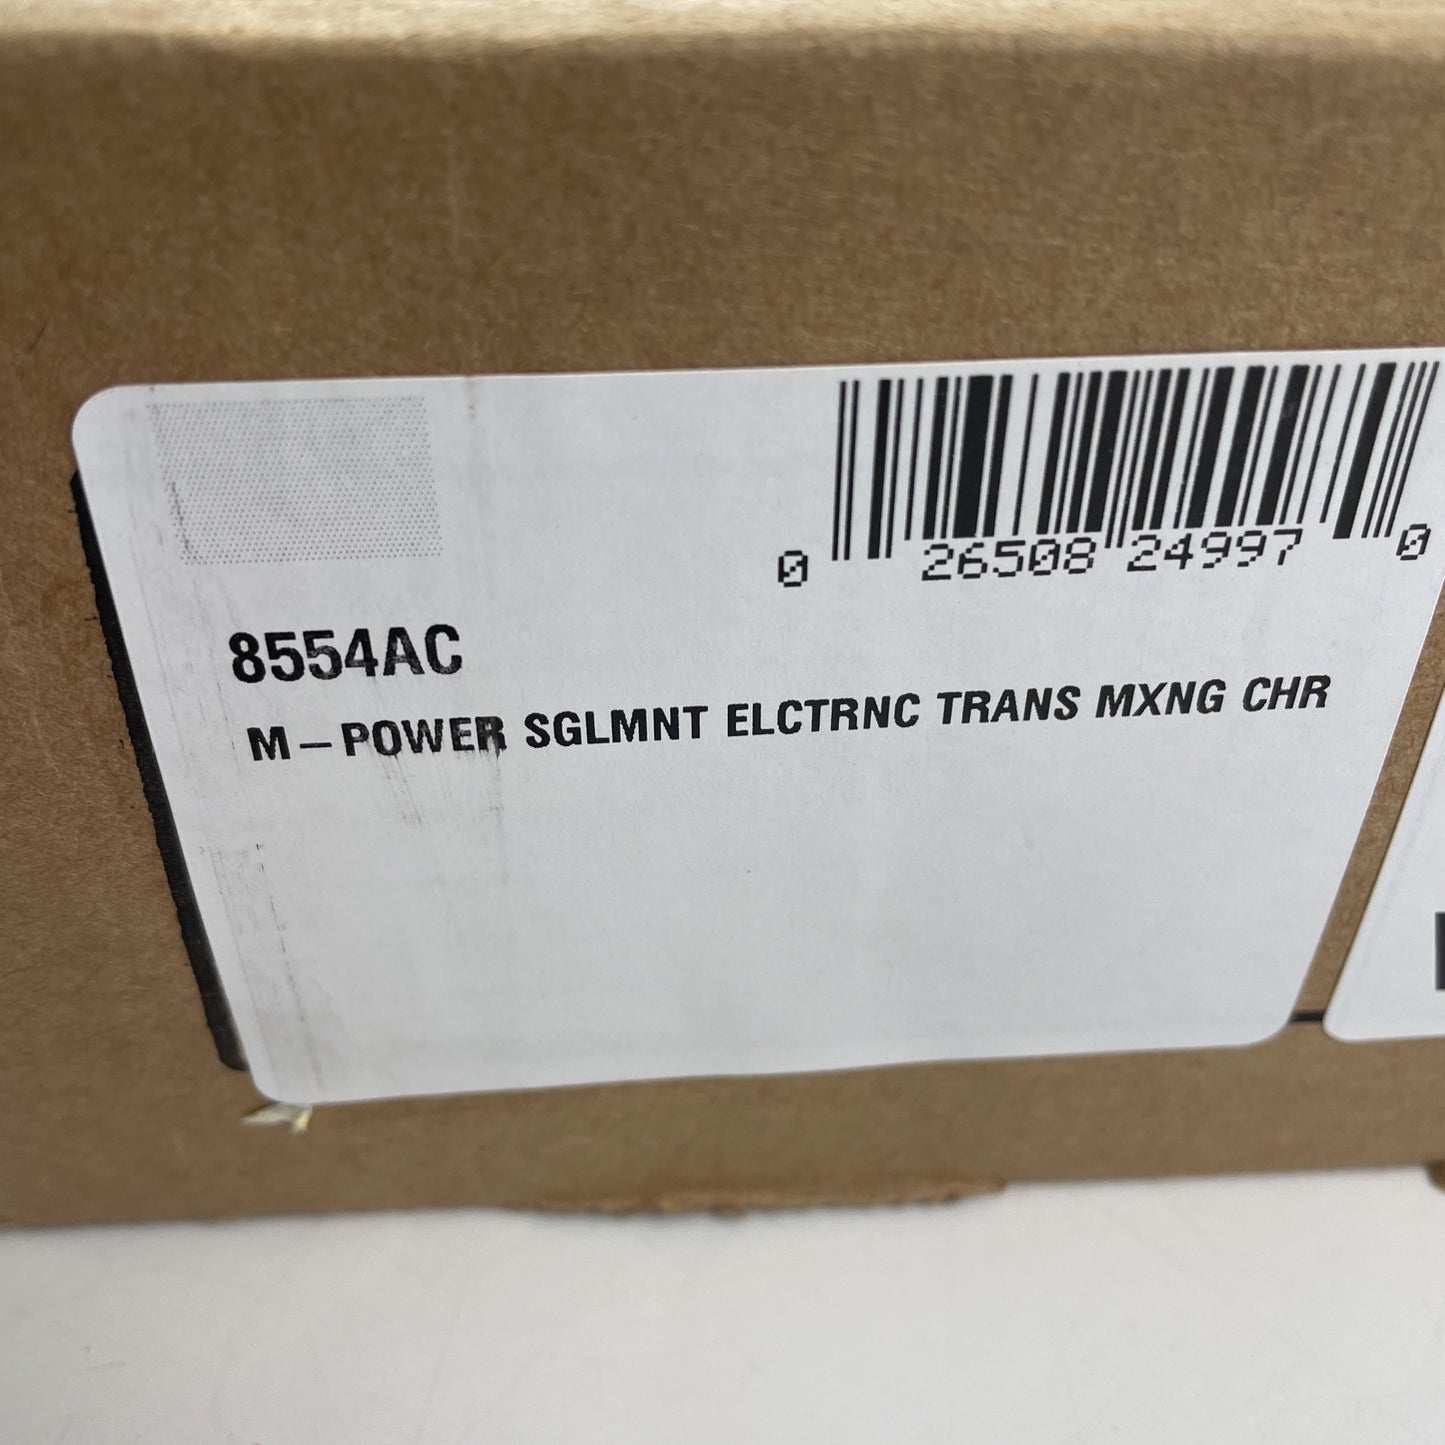 0 26508 24997 0
8554AC
M-POWER SGLMNT ELCTRNC TRANS MXNG CHR